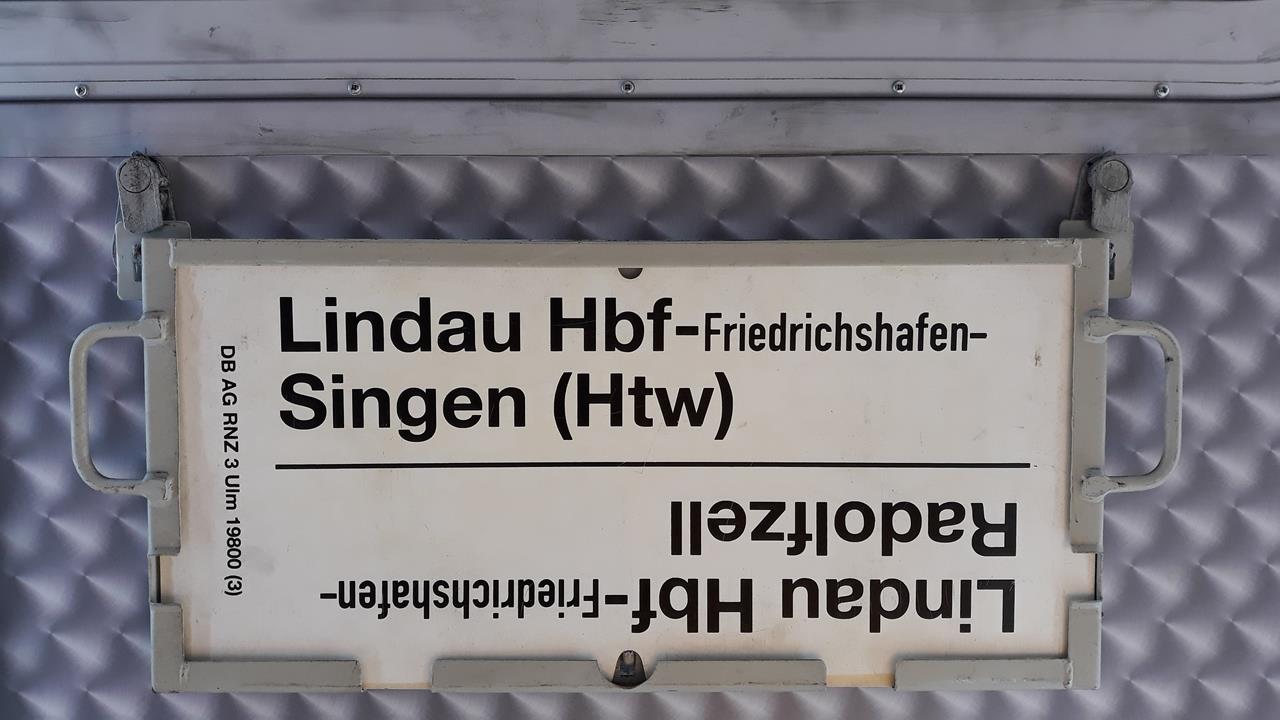 Lindau Hbf-Friedrichshafen-
Singen (Htw)
DB AG RNZ 3 Ulm 19800 (3)
Lindau Hbf-Friedrichshafen-
Radolfzell